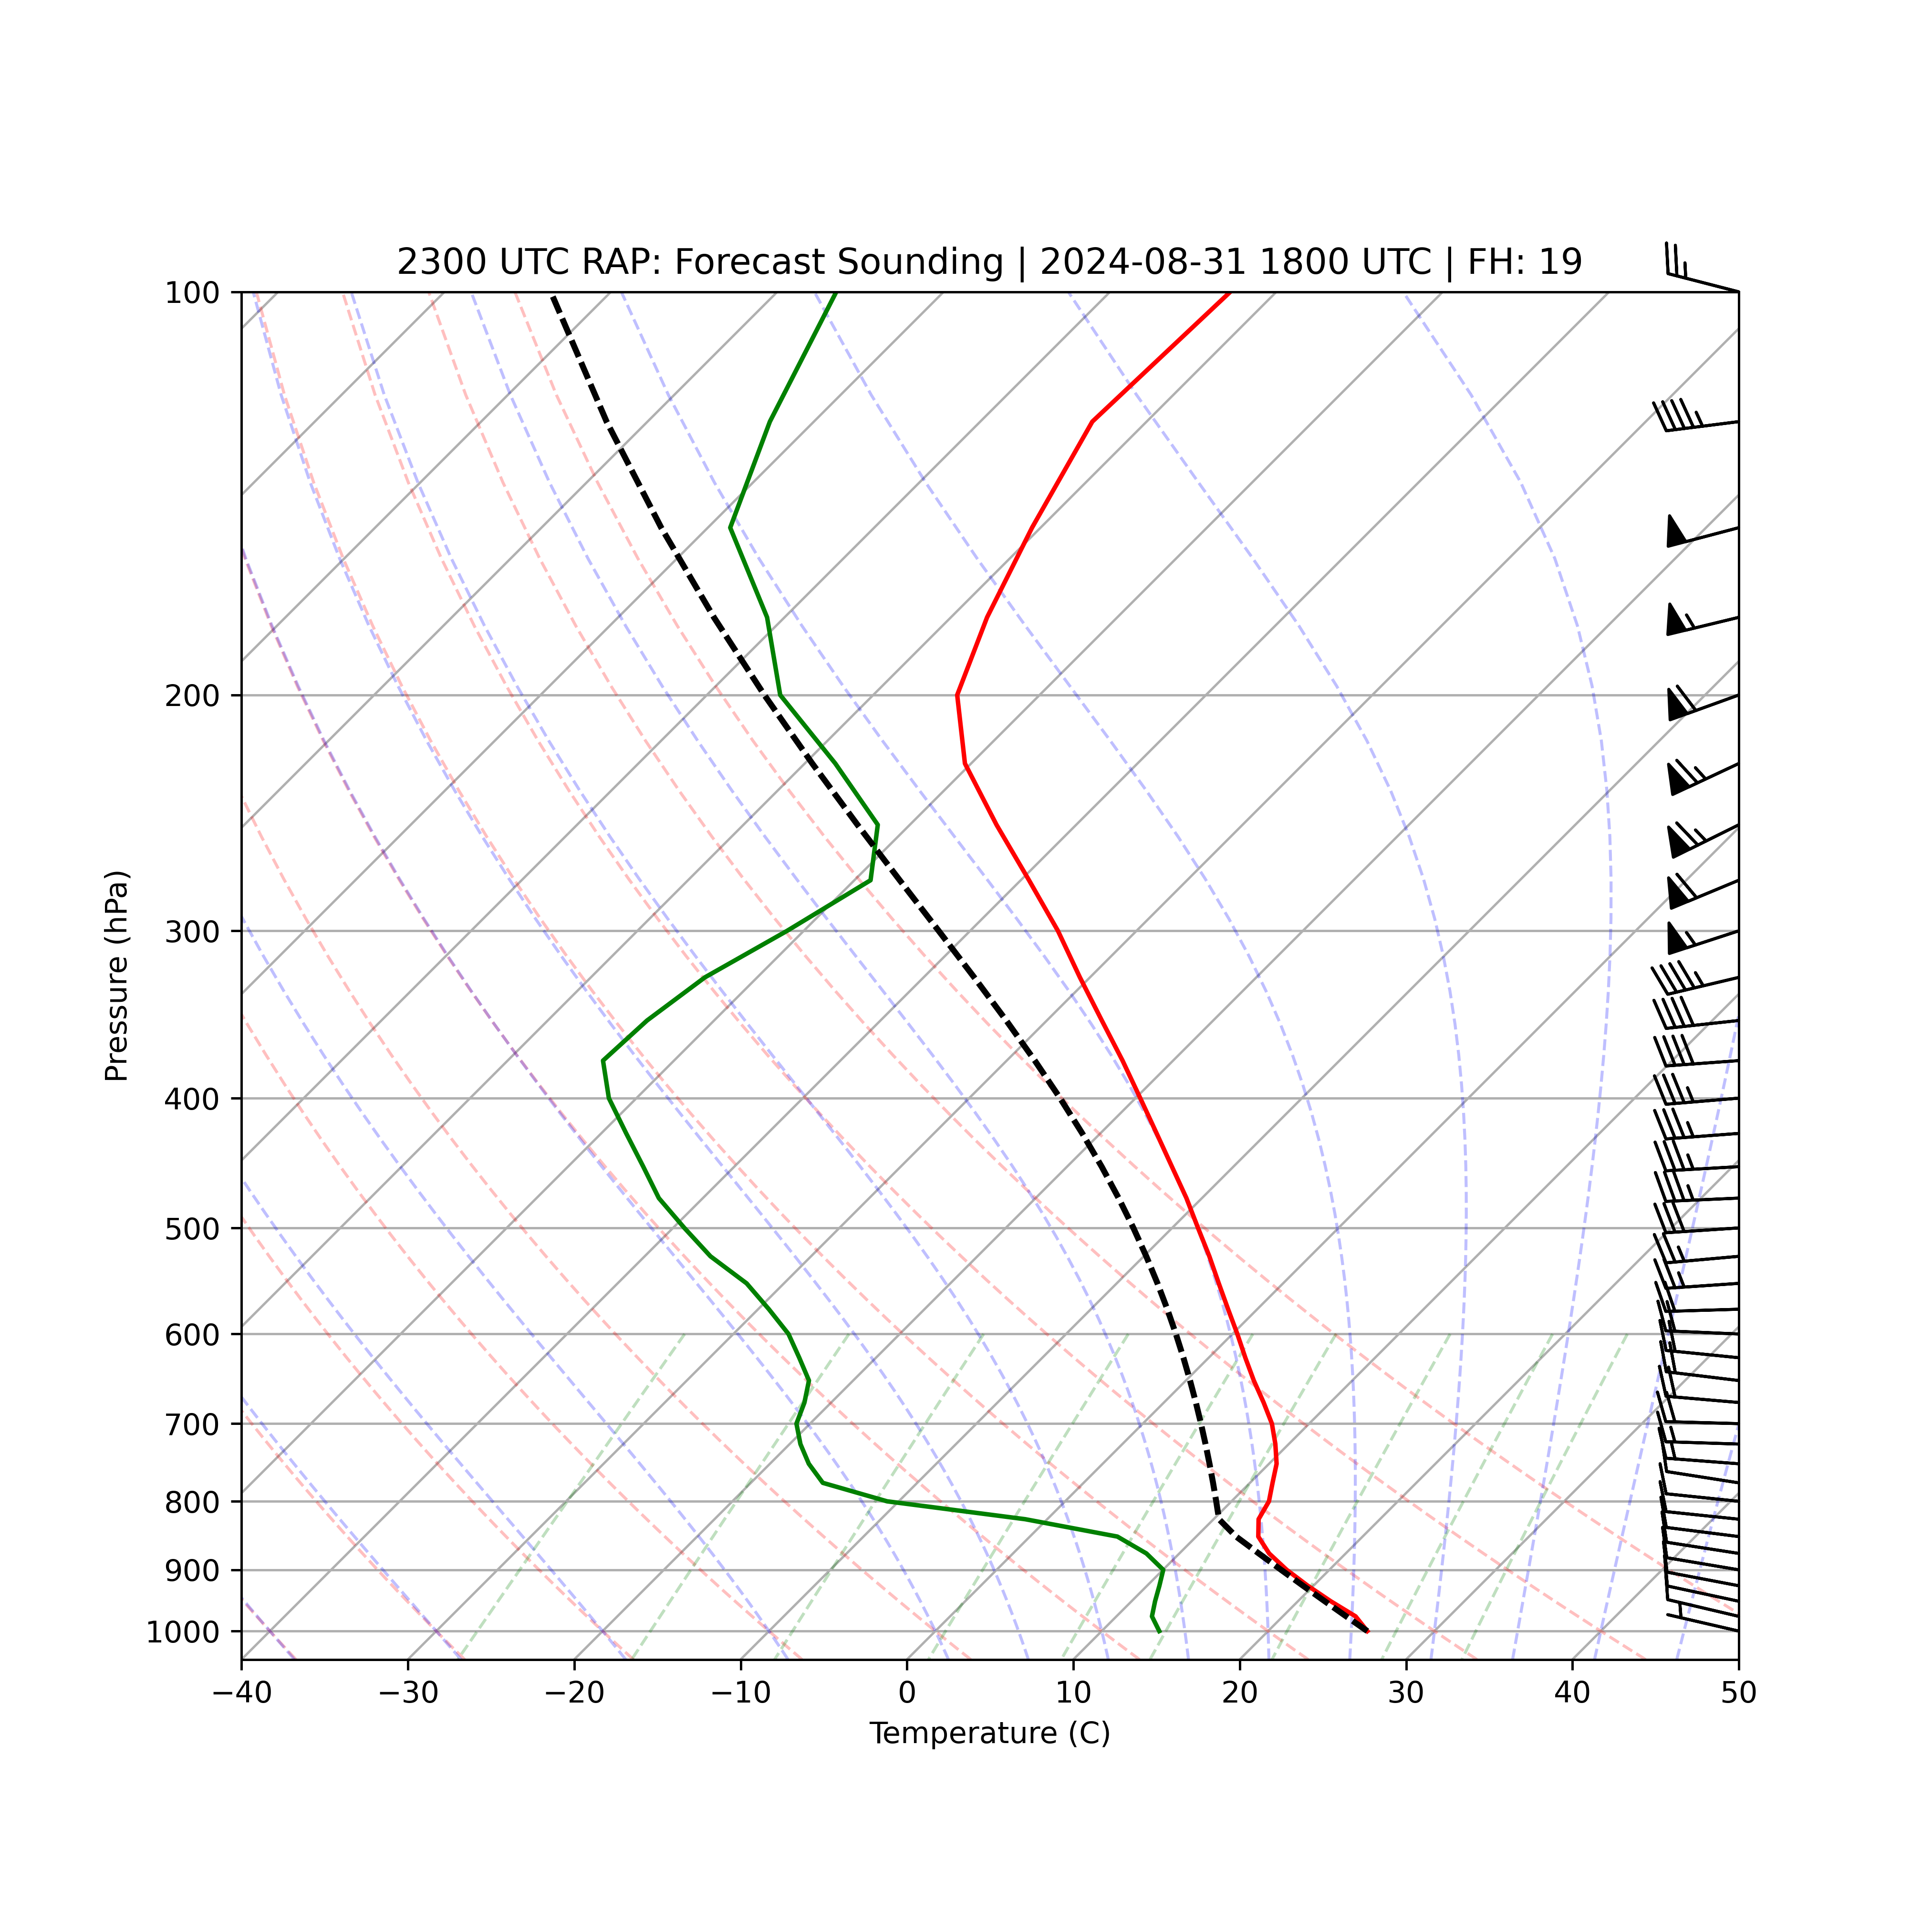 2300 UTC RAP: Forecast Sounding | 2024-08-31 1800 UTC | FH: 19
100
200
300
400
500
600
700
800
900
1000
Pressure (hPa)
−40 −30 −20 −10 0 10 20 30 40 50
Temperature (C)